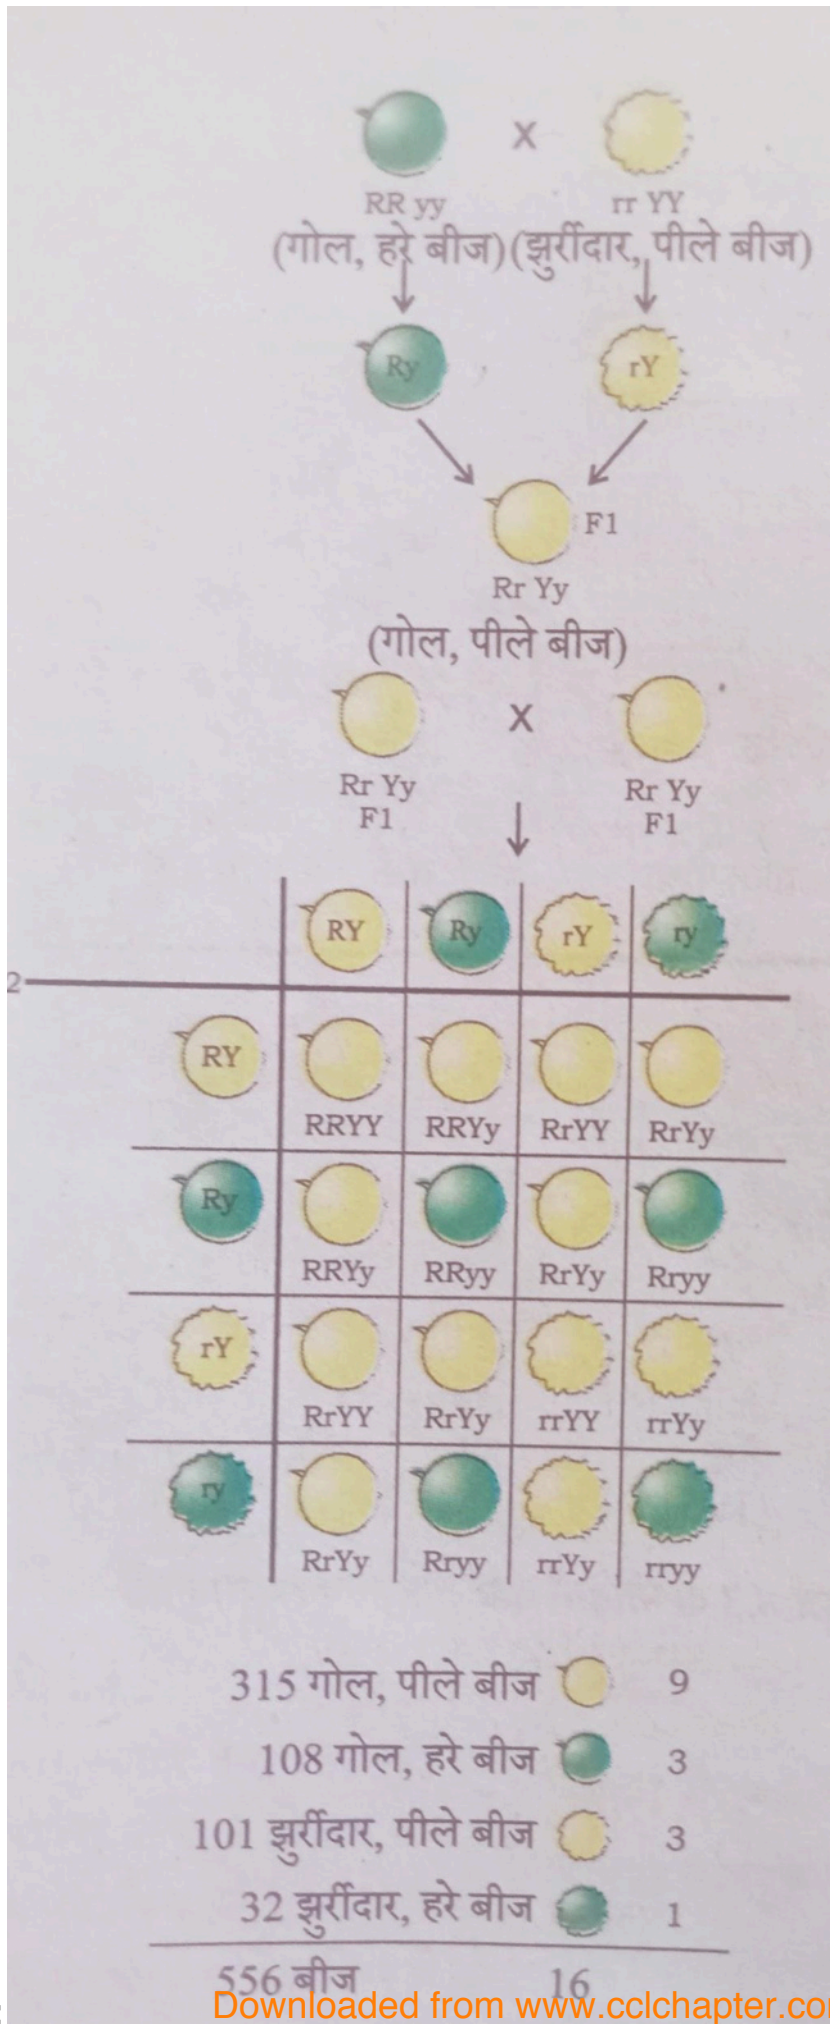 X
RR yy rr YY
(गोल, हरे बीज) (झुर्रीदार, पीले बीज)
Ry rY
F1
Rr Yy
(गोल, पीले बीज)
X
Rr Yy Rr Yy
F1 F1
RY Ry rY ry
2
RY
RRYY RRYy RrYY RrYy
Ry
RRYy RRyy RrYy Rryy
rY
RrYY RrYy rrYY rrYy
ry
RrYy Rryy rrYy rryy
315 गोल, पीले बीज 9
108 गोल, हरे बीज 3
101 झुर्रीदार, पीले बीज 3
32 झुर्रीदार, हरे बीज 1
556 बीज 16
Downloaded from www.cclchapter.co